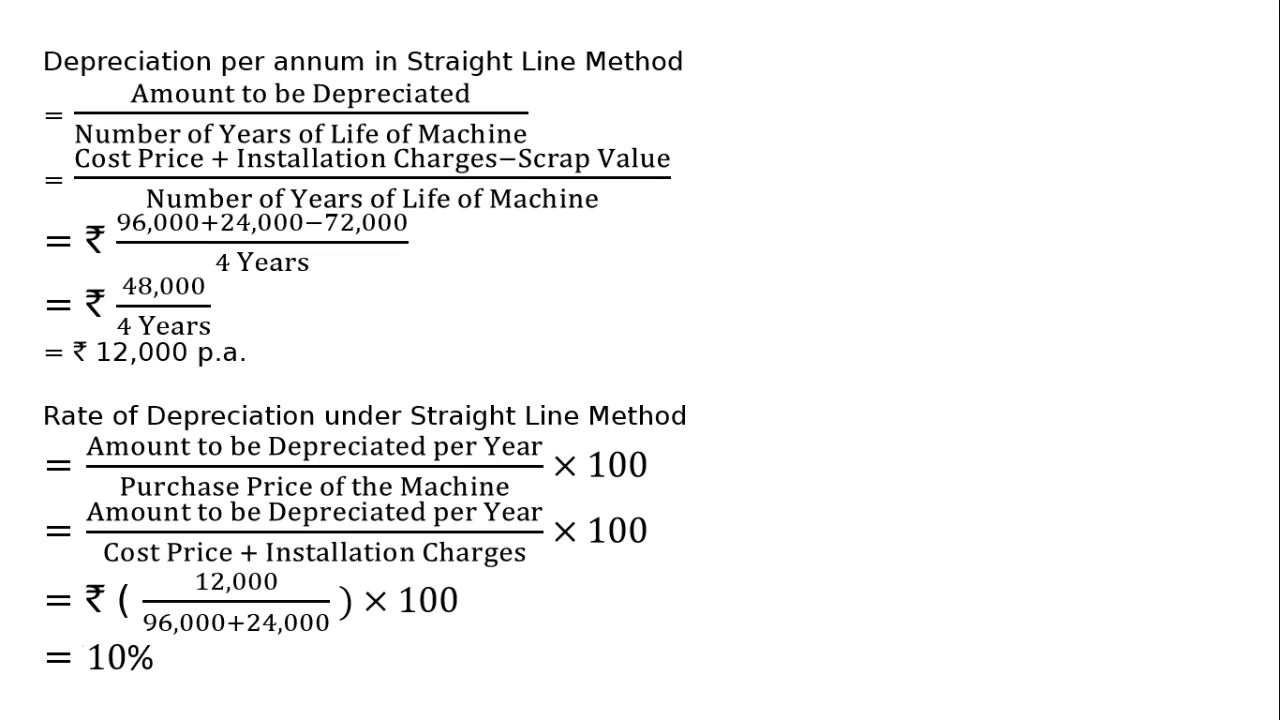 Depreciation per annum in Straight Line Method
= Amount to be Depreciated
Number of Years of Life of Machine
= Cost Price + Installation Charges−Scrap Value
Number of Years of Life of Machine
= ₹ 96,000+24,000−72,000
4 Years
= ₹ 48,000
4 Years
= ₹ 12,000 p.a.
Rate of Depreciation under Straight Line Method
= Amount to be Depreciated per Year × 100
Purchase Price of the Machine
= Amount to be Depreciated per Year × 100
Cost Price + Installation Charges
= ₹ ( 12,000 ) × 100
96,000+24,000
= 10%